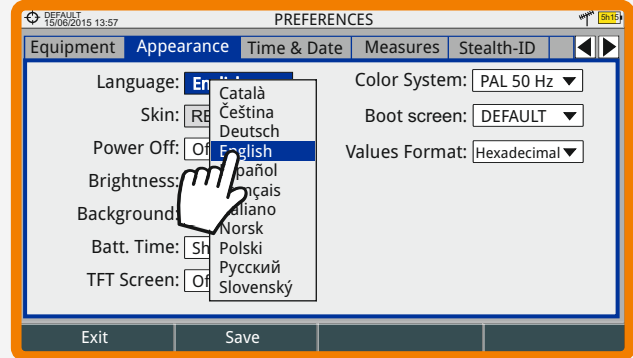 DEFAULT
15/06/2015 13:57
PREFERENCES
5h15
Equipment Appearance Time & Date Measures Stealth-ID
Language:
Color System: PAL 50 Hz
Skin:
Boot screen: DEFAULT
Power Off:
Values Format: Hexadecimal
Brightness:
Background:
Batt. Time:
TFT Screen:
Català
Čeština
Deutsch
English
Italiano
Norsk
Polski
Русский
Slovenský
Exit Save